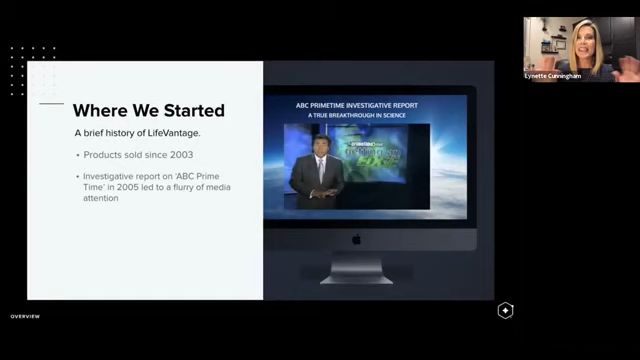 Where We Started
A brief history of LifeVantage.
• Products sold since 2003
• Investigative report on ‘ABC Prime
Time’ in 2005 led to a flurry of media
attention
ABC PRIMETIME INVESTIGATIVE REPORT
A TRUE BREAKTHROUGH IN SCIENCE
Lynette Cunningham
OVERVIEW